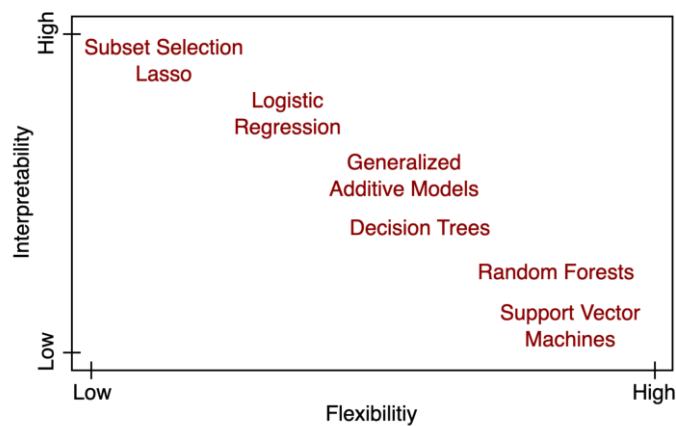 High
Subset Selection
Lasso
Logistic
Regression
Generalized
Additive Models
Decision Trees
Random Forests
Support Vector
Machines
Interpretability
Low
Low
High
Flexibilitiy